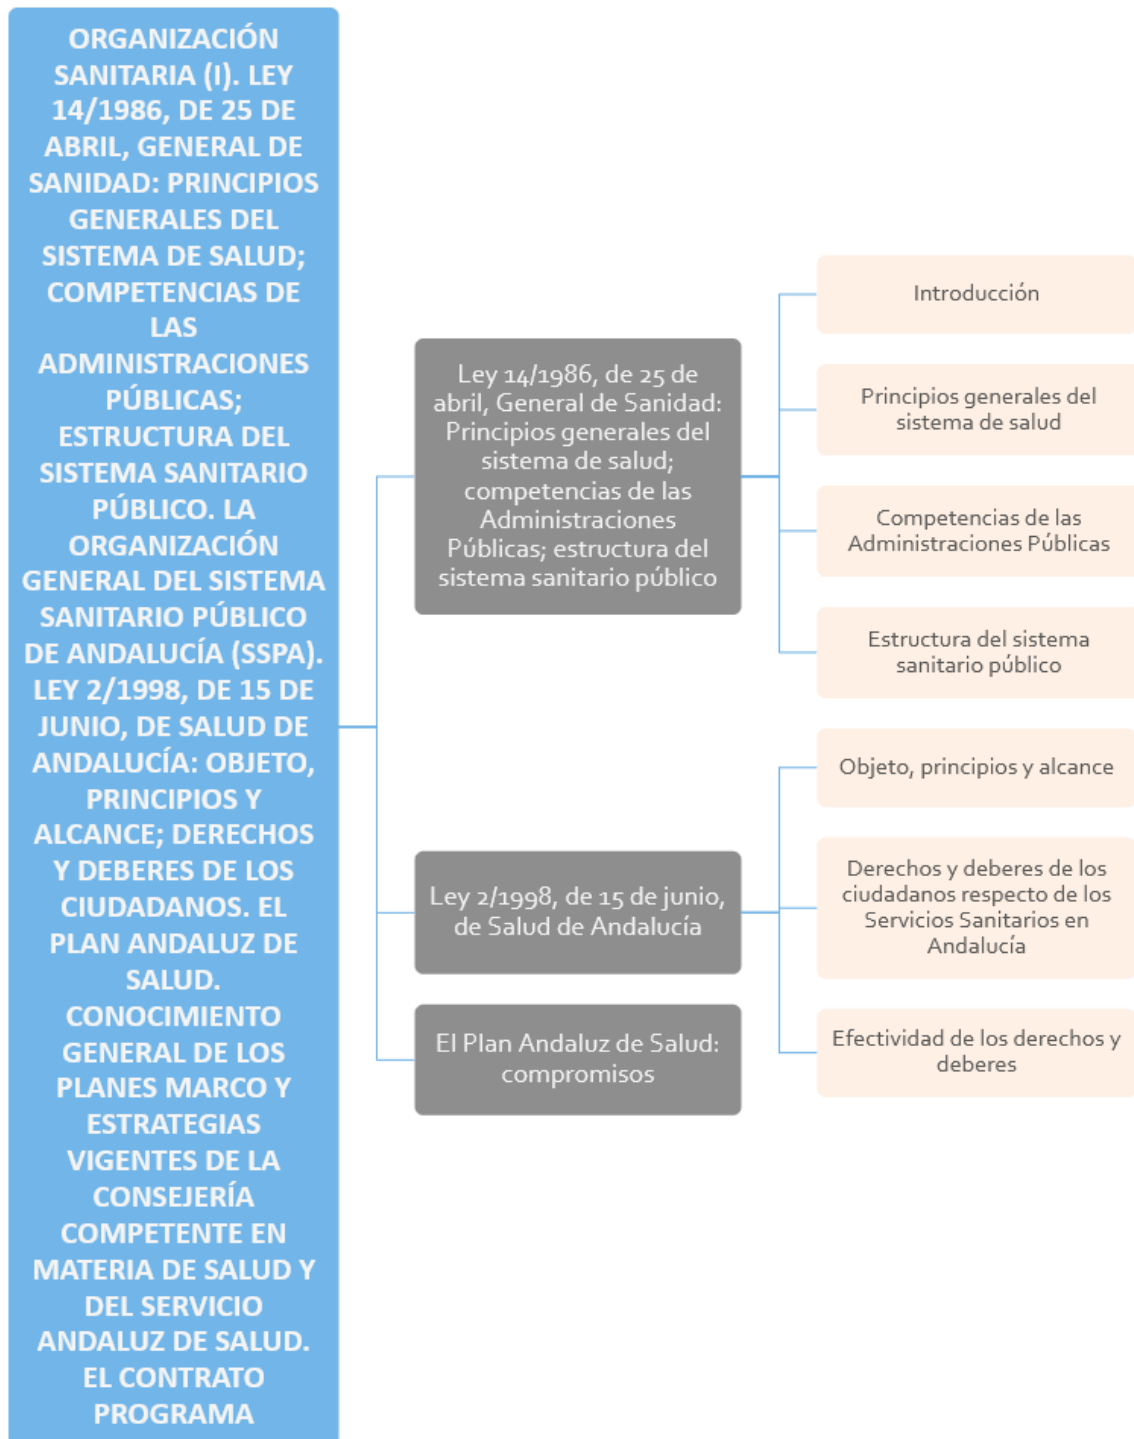 ORGANIZACIÓN
SANITARIA (I). LEY
14/1986, DE 25 DE
ABRIL, GENERAL DE
SANIDAD: PRINCIPIOS
GENERALES DEL
SISTEMA DE SALUD;
COMPETENCIAS DE
LAS
ADMINISTRACIONES
PÚBLICAS;
ESTRUCTURA DEL
SISTEMA SANITARIO
PÚBLICO. LA
ORGANIZACIÓN
GENERAL DEL SISTEMA
SANITARIO PÚBLICO
DE ANDALUCÍA (SSPA).
LEY 2/1998, DE 15 DE
JUNIO, DE SALUD DE
ANDALUCÍA: OBJETO,
PRINCIPIOS Y
ALCANCE; DERECHOS
Y DEBERES DE LOS
CIUDADANOS. EL
PLAN ANDALUZ DE
SALUD.
CONOCIMIENTO
GENERAL DE LOS
PLANES MARCO Y
ESTRATEGIAS
VIGENTES DE LA
CONSEJERÍA
COMPETENTE EN
MATERIA DE SALUD Y
DEL SERVICIO
ANDALUZ DE SALUD.
EL CONTRATO
PROGRAMA
Ley 14/1986, de 25 de
abril, General de Sanidad:
Principios generales del
sistema de salud;
competencias de las
Administraciones
Públicas; estructura del
sistema sanitario público
Introducción
Principios generales del
sistema de salud
Competencias de las
Administraciones Públicas
Estructura del sistema
sanitario público
Ley 2/1998, de 15 de junio,
de Salud de Andalucía
Objeto, principios y alcance
Derechos y deberes de los
ciudadanos respecto de los
Servicios Sanitarios en
Andalucía
Efectividad de los derechos y
deberes
El Plan Andaluz de Salud:
compromisos